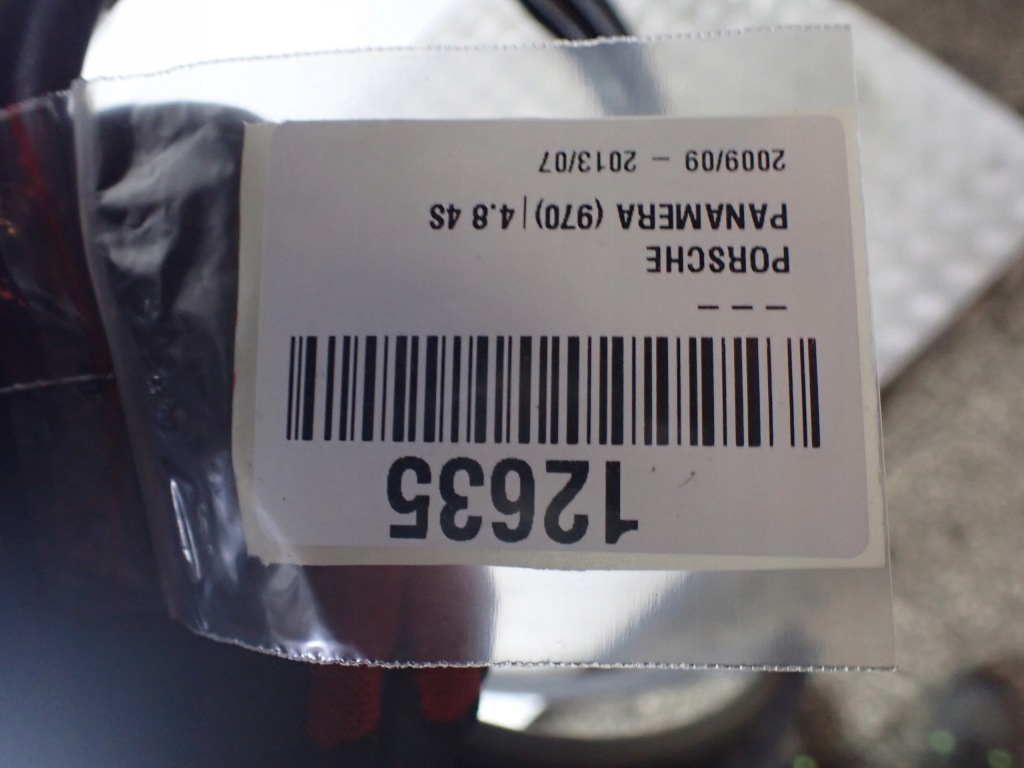 12635
– – –
PORSCHE
PANAMERA (970)|4.8 4S
2009/09 – 2013/07